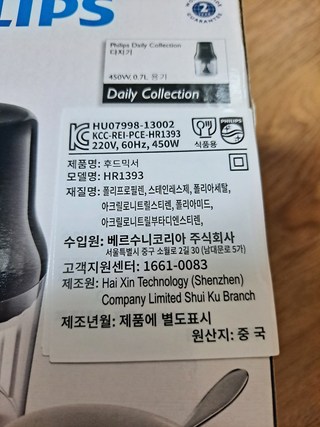 LIPS
2
GUARANTEE
Philips Daily Collection
다지기
450W, 0.7L 용기
Daily Collection
HU07998-13002
KCC-REI-PCE-HR1393
220V, 60Hz, 450W
식품용
PHILIPS
제품명: 후드믹서
모델명: HR1393
재질명: 폴리프로필렌, 스테인레스제, 폴리아세탈,
아크릴로니트릴스티렌, 폴리아미드,
아크릴로니트릴부타디엔스티렌,
수입원: 베르수니코리아 주식회사
서울특별시 중구 소월로 2길 30 (남대문로 5가)
고객지원센터: 1661-0083
제조원: Hai Xin Technology (Shenzhen)
Company Limited Shui Ku Branch
제조년월: 제품에 별도표시
원산지: 중 국